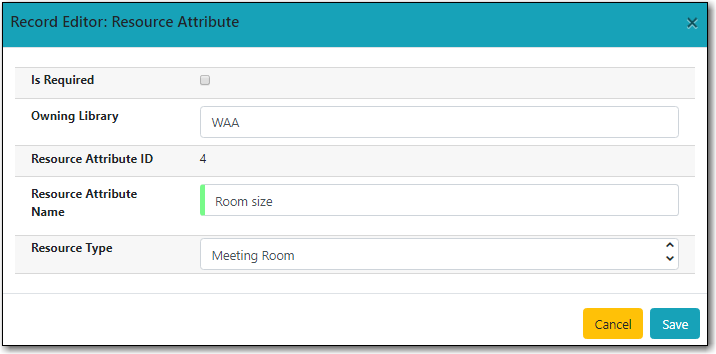 Record Editor: Resource Attribute ×
Is Required
Owning Library WAA
Resource Attribute ID 4
Resource Attribute
Name
Room size
Resource Type Meeting Room
Cancel Save